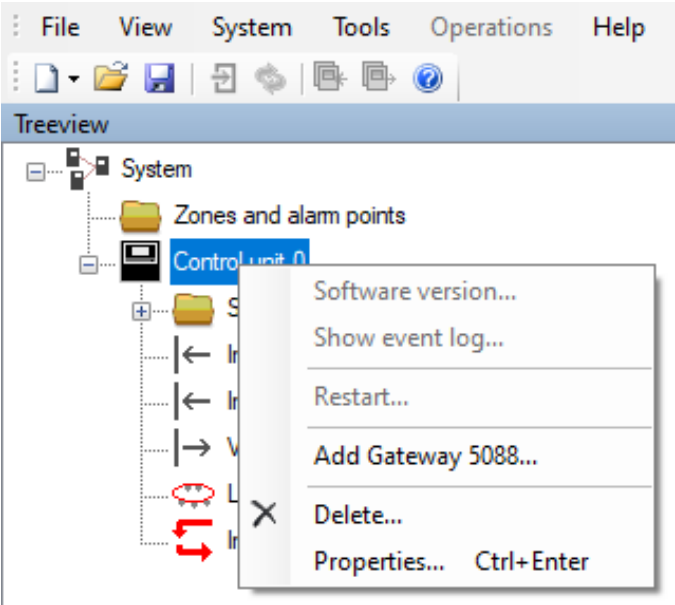 File View System Tools Operations Help
Treeview
System
Zones and alarm points
Control unit 0
Software version...
Show event log...
Restart...
Add Gateway 5088...
Delete...
Properties... Ctrl+Enter